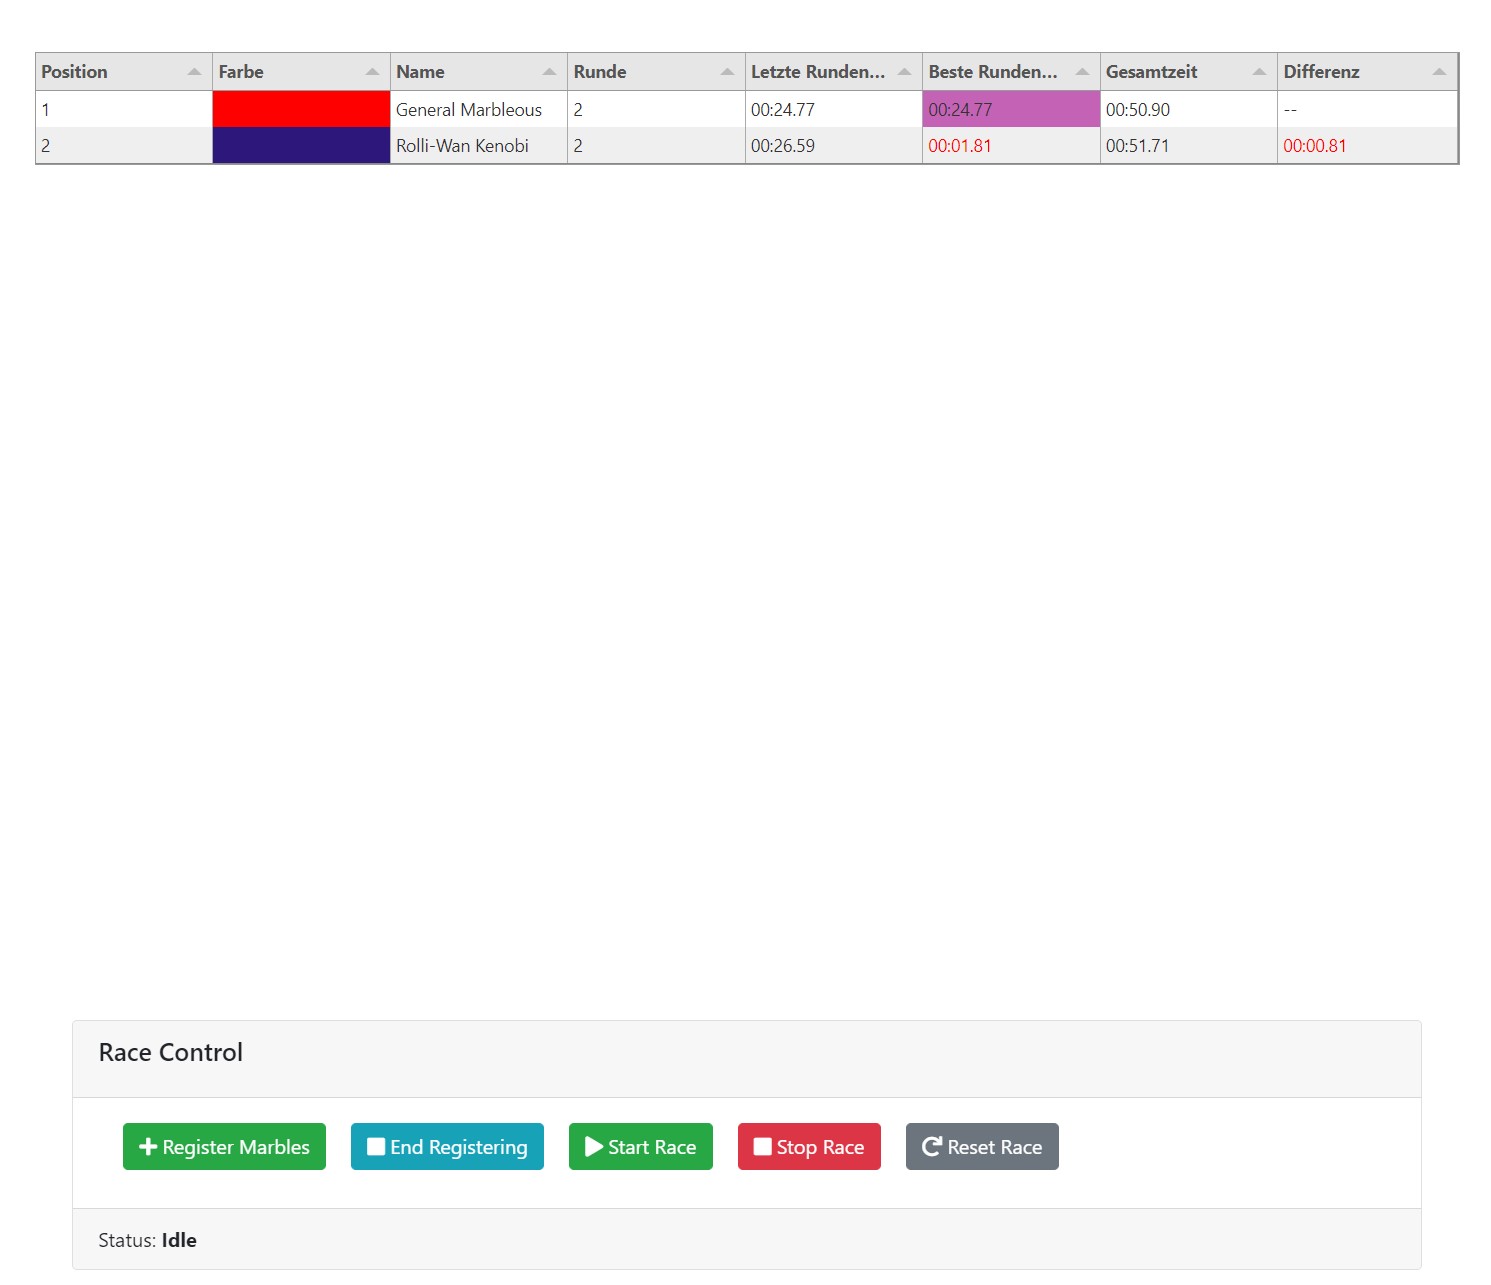 Position Farbe Name Runde Letzte Runden... Beste Runden... Gesamtzeit Differenz
1 General Marbleous 2 00:24.77 00:24.77 00:50.90 --
2 Rolli-Wan Kenobi 2 00:26.59 00:01.81 00:51.71 00:00.81
Race Control
Register Marbles End Registering Start Race Stop Race Reset Race
Status: Idle